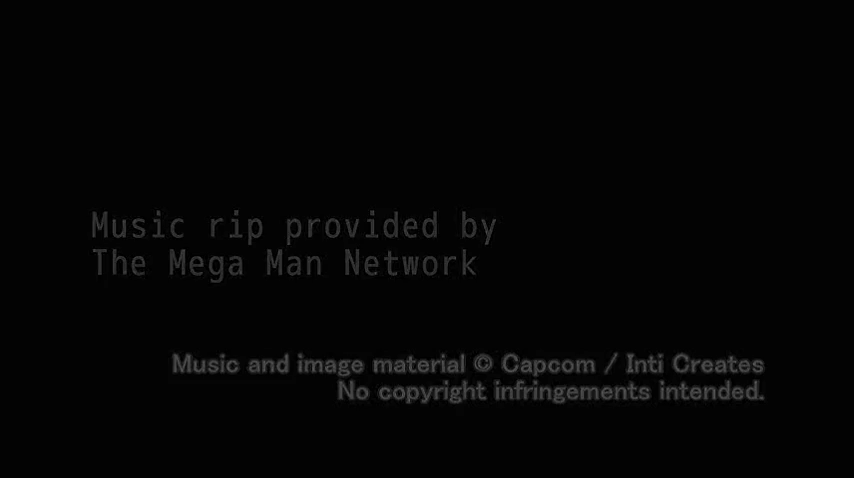 Music rip provided by
The Mega Man Network
Music and image material © Capcom / Inti Creates
No copyright infringements intended.